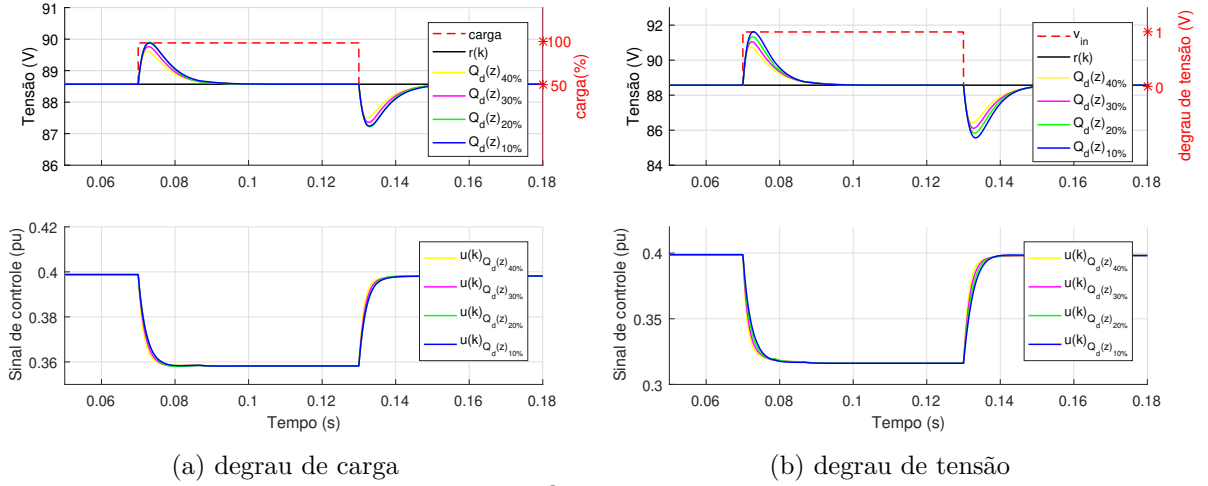 91
90
89
88
87
86
Tensão (V)
100
50
carga(%)
carga
r(k)
Q_d(z)_40%
Q_d(z)_30%
Q_d(z)_20%
Q_d(z)_10%
0.06 0.08 0.1 0.12 0.14 0.16 0.18
0.42
0.4
0.38
0.36
Sinal de controle (pu)
u(k)_Q_d(z)_40%
u(k)_Q_d(z)_30%
u(k)_Q_d(z)_20%
u(k)_Q_d(z)_10%
0.06 0.08 0.1 0.12 0.14 0.16 0.18
Tempo (s)
(a) degrau de carga
92
90
88
86
84
Tensão (V)
1
0
degrau de tensão (V)
v_in
r(k)
Q_d(z)_40%
Q_d(z)_30%
Q_d(z)_20%
Q_d(z)_10%
0.06 0.08 0.1 0.12 0.14 0.16 0.18
0.4
0.35
0.3
Sinal de controle (pu)
u(k)_Q_d(z)_40%
u(k)_Q_d(z)_30%
u(k)_Q_d(z)_20%
u(k)_Q_d(z)_10%
0.06 0.08 0.1 0.12 0.14 0.16 0.18
Tempo (s)
(b) degrau de tensão